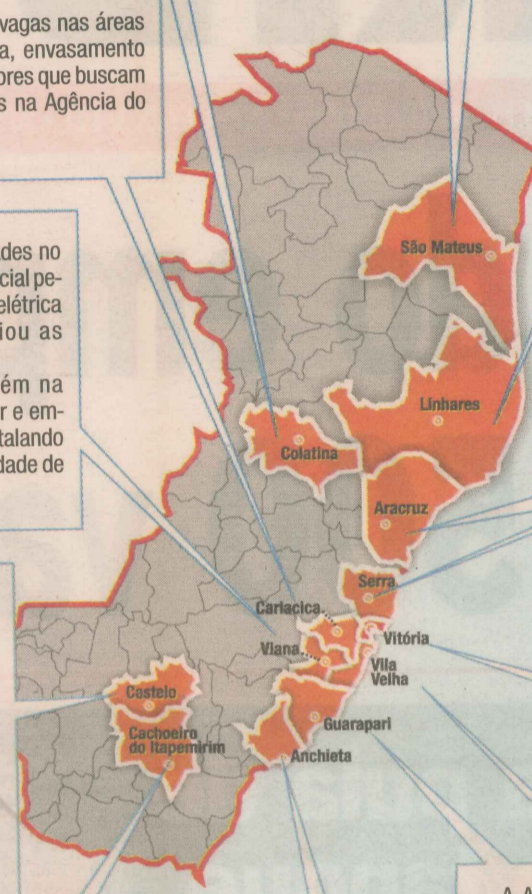 vagas nas áreas
a, envasamento
ores que buscam
s na Agência do
des no
cial pe-
elétrica
iou as
ém na
r e em-
talando
dade de
São Mateus
Linhares
Colatina
Aracruz
Serra
Cariacica
Vitória
Viana
Vila
Velha
Castelo
Cachoeiro
do Itapemirim
Guarapari
Anchieta